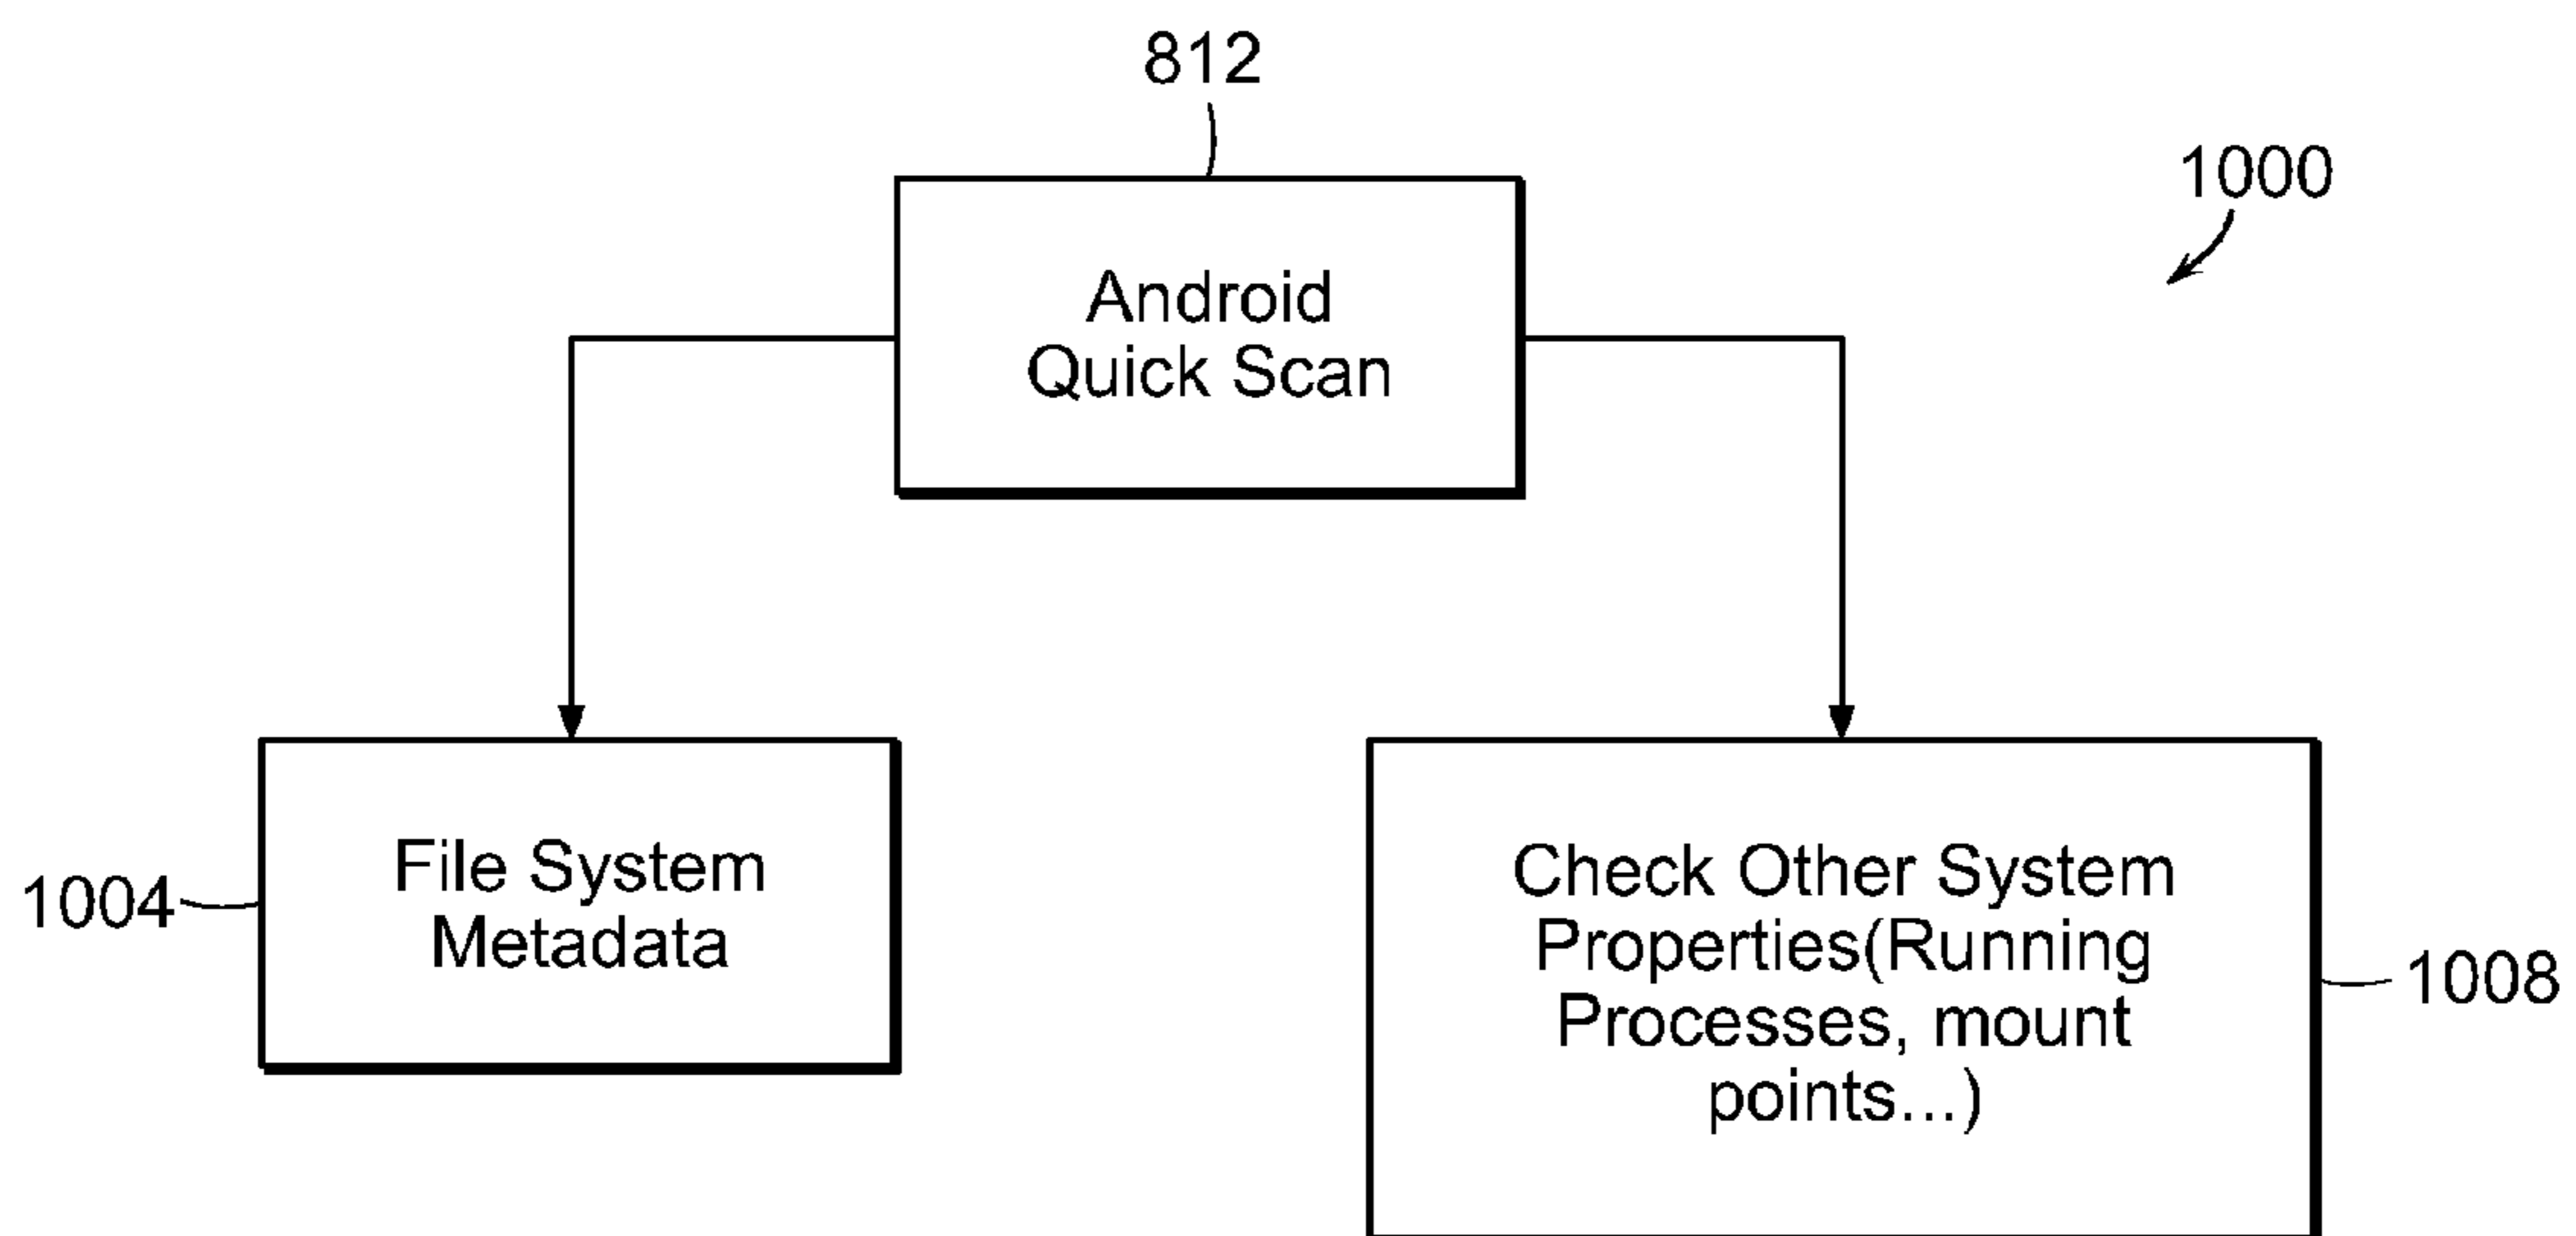 812
1000
Android
Quick Scan
File System
Metadata
1004
Check Other System
Properties(Running
Processes, mount
points...)
1008